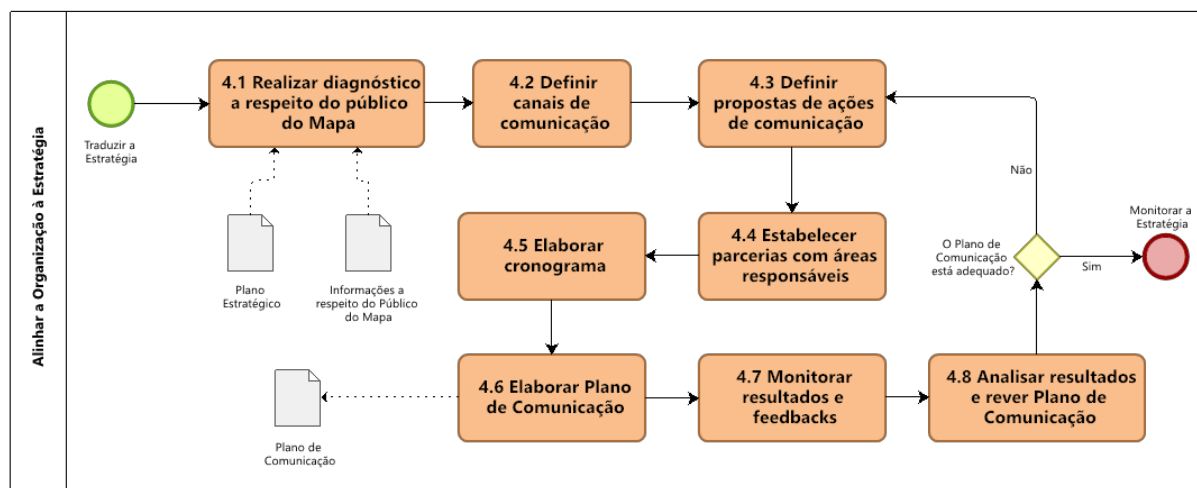 Alinhar a Organização à Estratégia
Traduzir a
Estratégia
4.1 Realizar diagnóstico
a respeito do público
do Mapa
4.2 Definir
canais de
comunicação
4.3 Definir
propostas de ações
de comunicação
Plano
Estratégico
Informações a
respeito do Público
do Mapa
4.5 Elaborar
cronograma
4.4 Estabelecer
parcerias com áreas
responsáveis
Não
O Plano de
Comunicação
está adequado?
Sim
Monitorar a
Estratégia
Plano de
Comunicação
4.6 Elaborar Plano
de Comunicação
4.7 Monitorar
resultados e
feedbacks
4.8 Analisar resultados
e rever Plano de
Comunicação